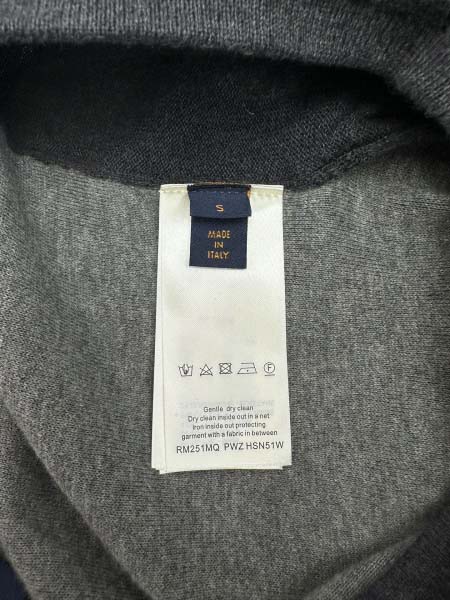 S
MADE
IN
ITALY
Gentle dry clean
Dry clean inside out in a net
Iron inside out protecting
garment with a fabric in between
RM251MQ PWZ HSN51W